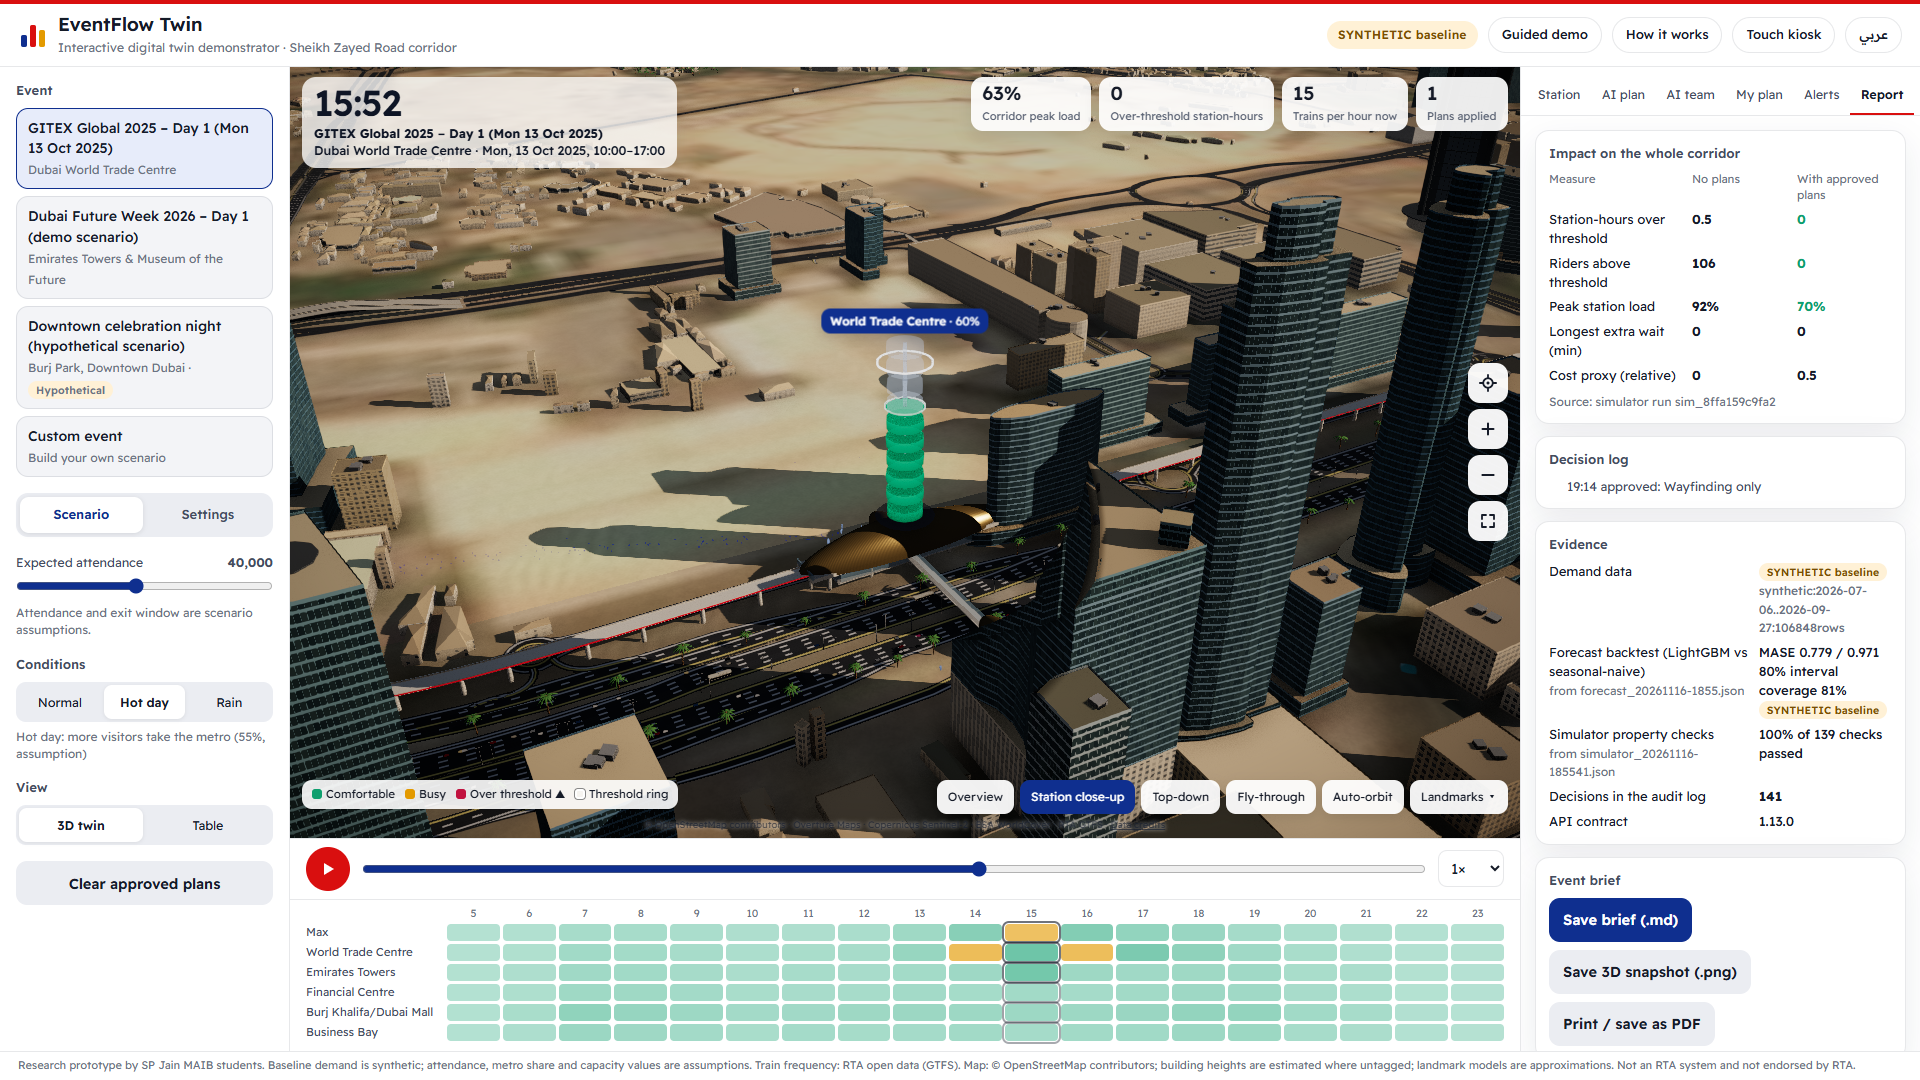 EventFlow Twin
Interactive digital twin demonstrator · Sheikh Zayed Road corridor
SYNTHETIC baseline
Guided demo
How it works
Touch kiosk
عربي
Event
GITEX Global 2025 – Day 1 (Mon
13 Oct 2025)
Dubai World Trade Centre
Dubai Future Week 2026 – Day 1
(demo scenario)
Emirates Towers & Museum of the
Future
Downtown celebration night
(hypothetical scenario)
Burj Park, Downtown Dubai ·
Hypothetical
Custom event
Build your own scenario
Scenario
Settings
Expected attendance 40,000
Attendance and exit window are scenario
assumptions.
Conditions
Normal
Hot day
Rain
Hot day: more visitors take the metro (55%,
assumption)
View
3D twin
Table
Clear approved plans
15:52
GITEX Global 2025 – Day 1 (Mon 13 Oct 2025)
Dubai World Trade Centre · Mon, 13 Oct 2025, 10:00–17:00
63%
Corridor peak load
0
Over-threshold station-hours
15
Trains per hour now
1
Plans applied
World Trade Centre · 60%
Comfortable
Busy
Over threshold ▲
Threshold ring
Overview
Station close-up
Top-down
Fly-through
Auto-orbit
Landmarks
1×
5 6 7 8 9 10 11 12 13 14 15 16 17 18 19 20 21 22 23
Max
World Trade Centre
Emirates Towers
Financial Centre
Burj Khalifa/Dubai Mall
Business Bay
Station
AI plan
AI team
My plan
Alerts
Report
Impact on the whole corridor
Measure No plans With approved
plans
Station-hours over 0.5 0
threshold
Riders above 106 0
threshold
Peak station load 92% 70%
Longest extra wait 0 0
(min)
Cost proxy (relative) 0 0.5
Source: simulator run sim_8ffa159c9fa2
Decision log
19:14 approved: Wayfinding only
Evidence
Demand data SYNTHETIC baseline
synthetic:2026-07-
06..2026-09-
27:106848rows
Forecast backtest (LightGBM vs MASE 0.779 / 0.971
seasonal-naive) 80% interval
from forecast_20261116-1855.json coverage 81%
SYNTHETIC baseline
Simulator property checks 100% of 139 checks
from simulator_20261116- passed
185541.json
Decisions in the audit log 141
API contract 1.13.0
Event brief
Save brief (.md)
Save 3D snapshot (.png)
Print / save as PDF
Research prototype by SP Jain MAIB students. Baseline demand is synthetic; attendance, metro share and capacity values are assumptions. Train frequency: RTA open data (GTFS). Map: © OpenStreetMap contributors; building heights are estimated where untagged; landmark models are approximations. Not an RTA system and not endorsed by RTA.